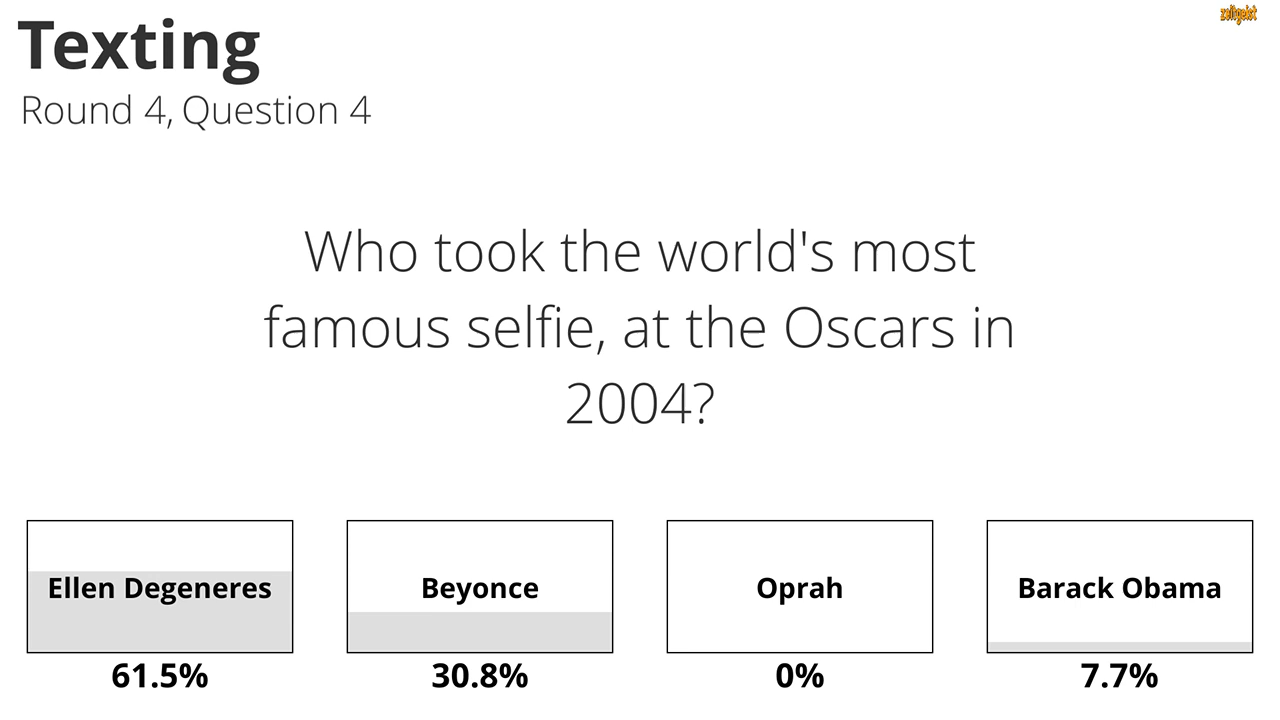 Texting
zeitgeist
Round 4, Question 4
Who took the world's most
famous selfie, at the Oscars in
2004?
Ellen Degeneres
Beyonce
Oprah
Barack Obama
61.5%
30.8%
0%
7.7%